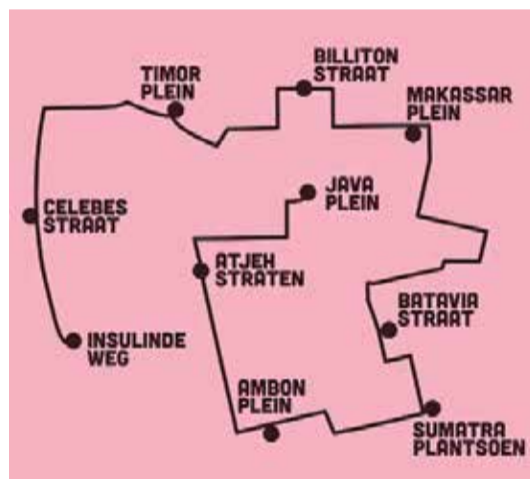 BILLITON
STRAAT
TIMOR
PLEIN
MAKASSAR
PLEIN
JAVA
PLEIN
CELEBES
STRAAT
ATJEH
STRATEN
BATAVIA
STRAAT
INSULINDE
WEG
AMBON
PLEIN
SUMATRA
PLANTSOEN